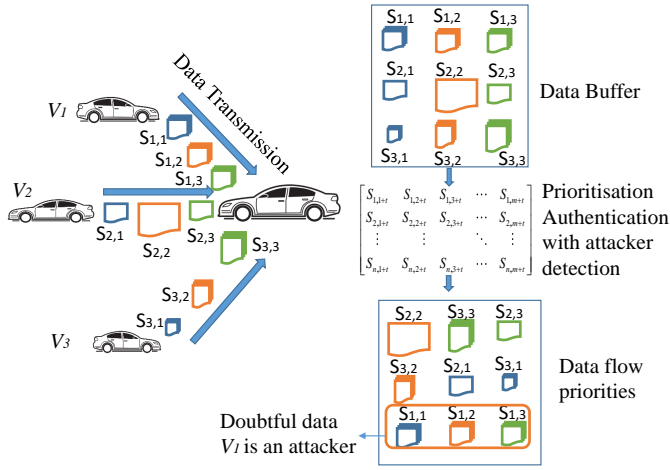 V1
Data Transmission
S1,1
S1,2
S1,3
V2
S2,1
S2,2
S2,3
S3,3
S3,2
S3,1
V3
S1,1 S1,2 S1,3
S2,1 S2,2 S2,3
S3,1 S3,2 S3,3
Data Buffer
S1,1+t S1,2+t S1,3+t ⋯ S1,m+t
S2,1+t S2,2+t S2,3+t ⋯ S2,m+t
⋮ ⋮ ⋱ ⋮
Sn,1+t Sn,2+t Sn,3+t ⋯ Sn,m+t
Prioritisation
Authentication
with attacker
detection
S2,2 S3,3 S2,3
S3,2 S2,1 S3,1
S1,1 S1,2 S1,3
Data flow
priorities
Doubtful data
V1 is an attacker